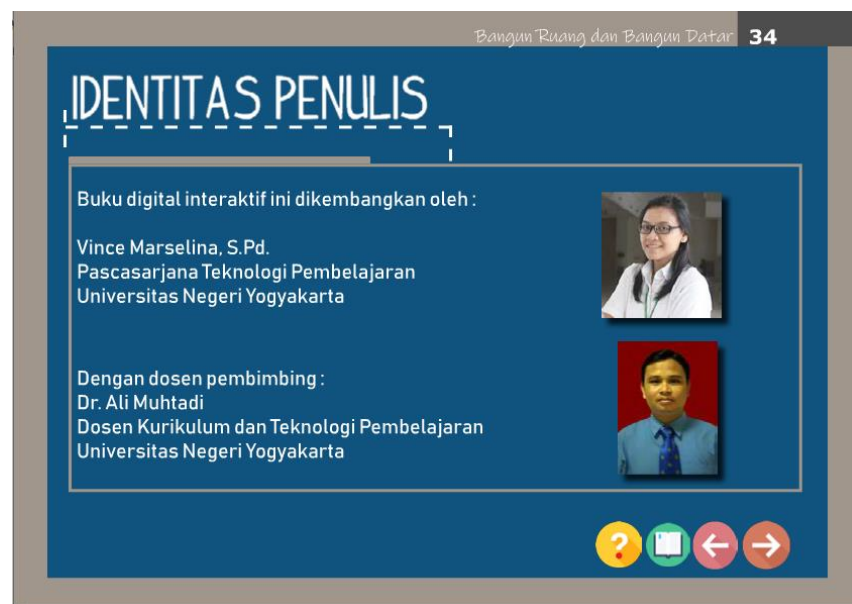 Bangun Ruang dan Bangun Datar 34
IDENTITAS PENULIS
Buku digital interaktif ini dikembangkan oleh :
Vince Marselina, S.Pd.
Pascasarjana Teknologi Pembelajaran
Universitas Negeri Yogyakarta
Dengan dosen pembimbing :
Dr. Ali Muhtadi
Dosen Kurikulum dan Teknologi Pembelajaran
Universitas Negeri Yogyakarta
?